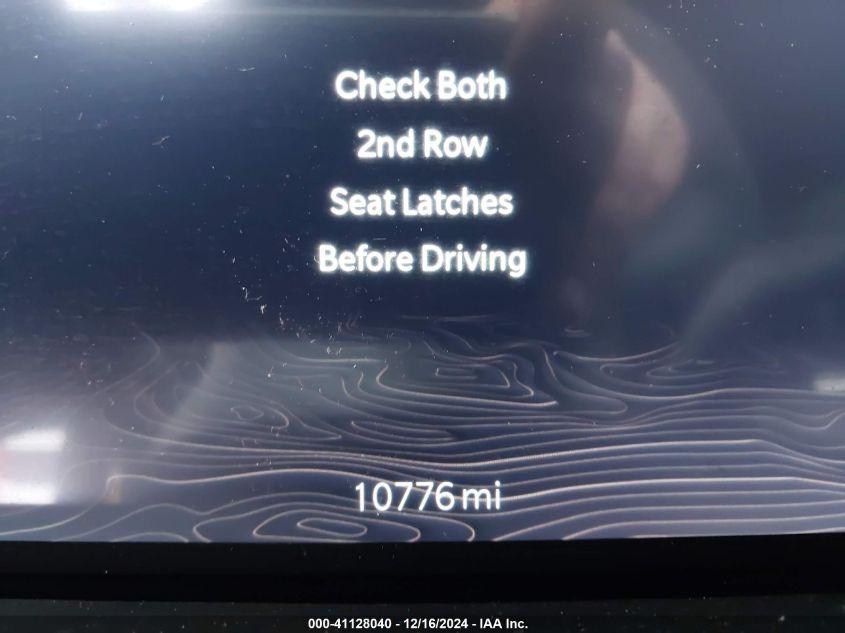 Check Both
2nd Row
Seat Latches
Before Driving
10776 mi
000-41128040 - 12/16/2024 - IAA Inc.